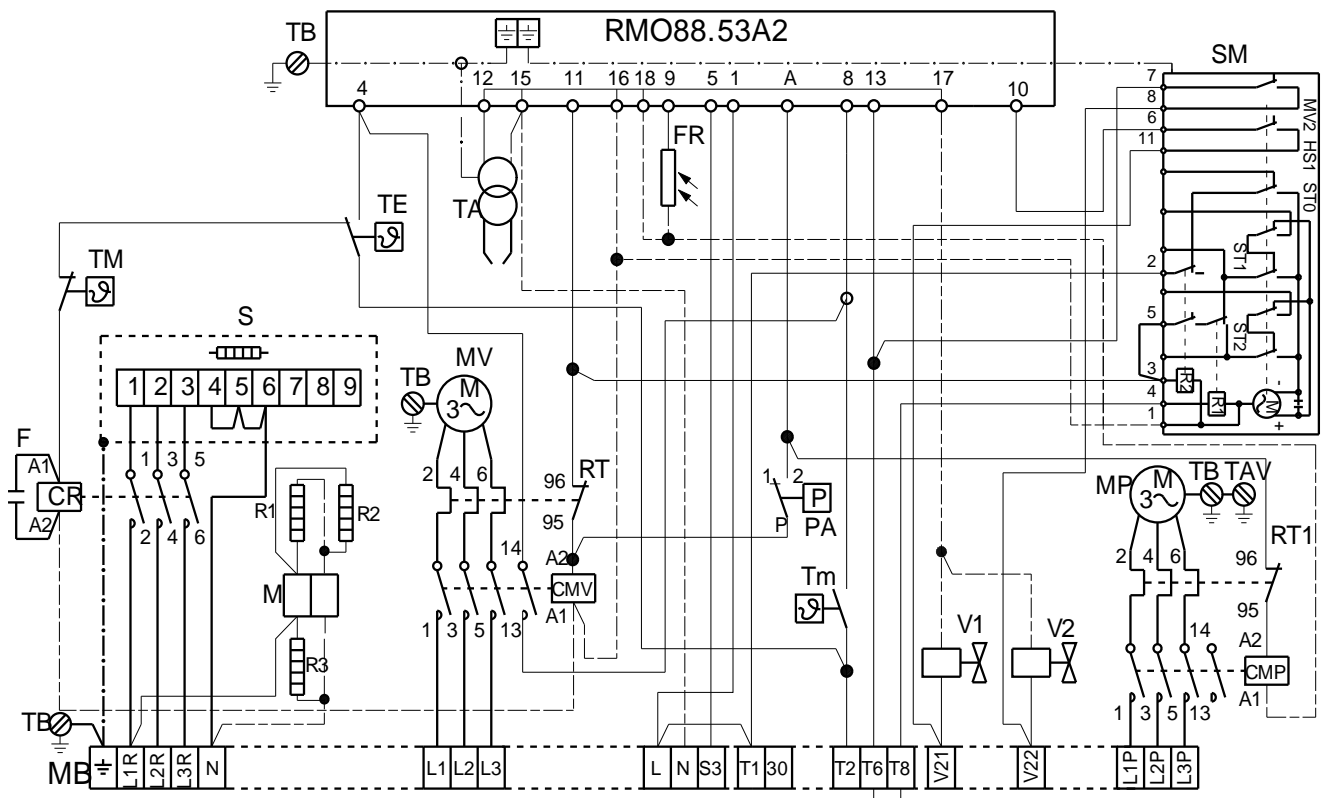 TB
RMO88.53A2
SM
4
12
15
11
16
18
9
5
1
A
8
13
17
10
7
8
6
11
2
5
3
4
1
MV2
HS1
ST0
ST1
ST2
R2
R1
M
-
+
FR
TA
TE
ϑ
TM
ϑ
S
1 2 3 4 5 6 7 8 9
F
A1
CR
A2
1 3 5
2 4 6
R1
R2
M
R3
MV
TB
M
3~
2 4 6
96
RT
95
14
A2
CMV
A1
1 3 5 13
1 2
P
P
PA
Tm
ϑ
V1
V2
MP
M
3~
TB
TAV
2 4 6
96
RT1
95
14
A2
CMP
A1
1 3 5 13
TB
MB
L1R
L2R
L3R
N
L1
L2
L3
L
N
S3
T1
30
T2
T6
T8
V21
V22
L1P
L2P
L3P